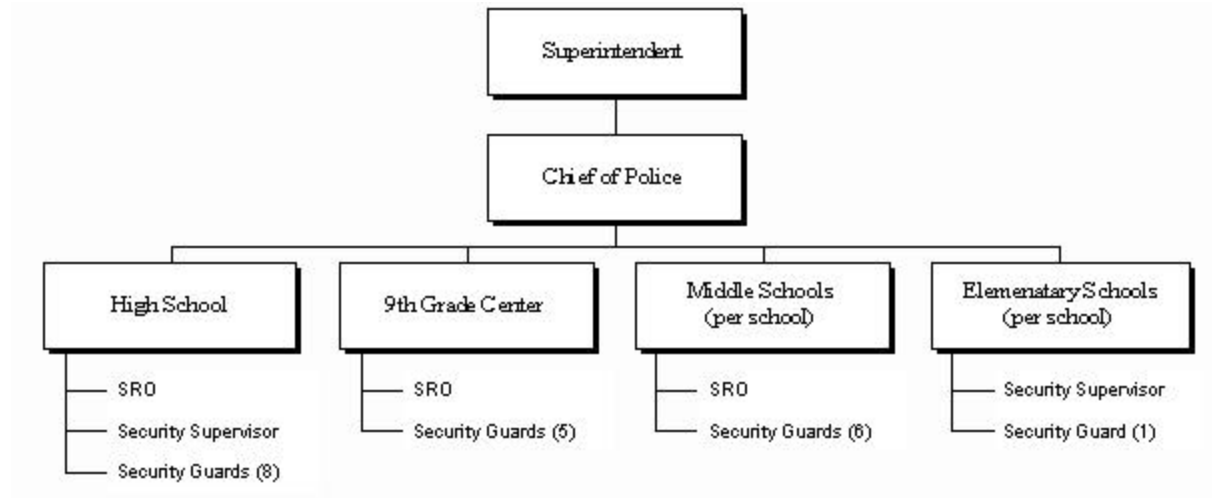 Superintendent
Chief of Police
High School
9th Grade Center
Middle Schools
(per school)
Elemenatary Schools
(per school)
SRO
Security Supervisor
Security Guards (8)
SRO
Security Guards (5)
SRO
Security Guards (6)
Security Supervisor
Security Guard (1)